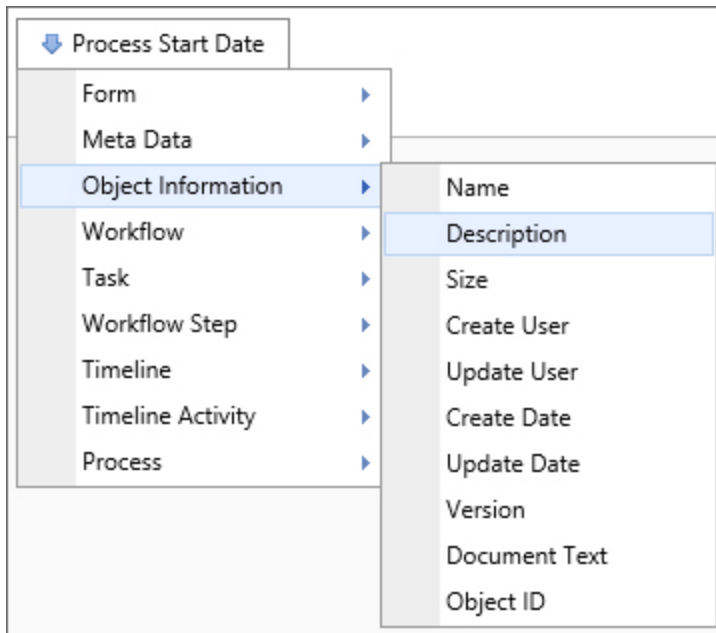 Process Start Date
Form
Meta Data
Object Information
Workflow
Task
Workflow Step
Timeline
Timeline Activity
Process
Name
Description
Size
Create User
Update User
Create Date
Update Date
Version
Document Text
Object ID